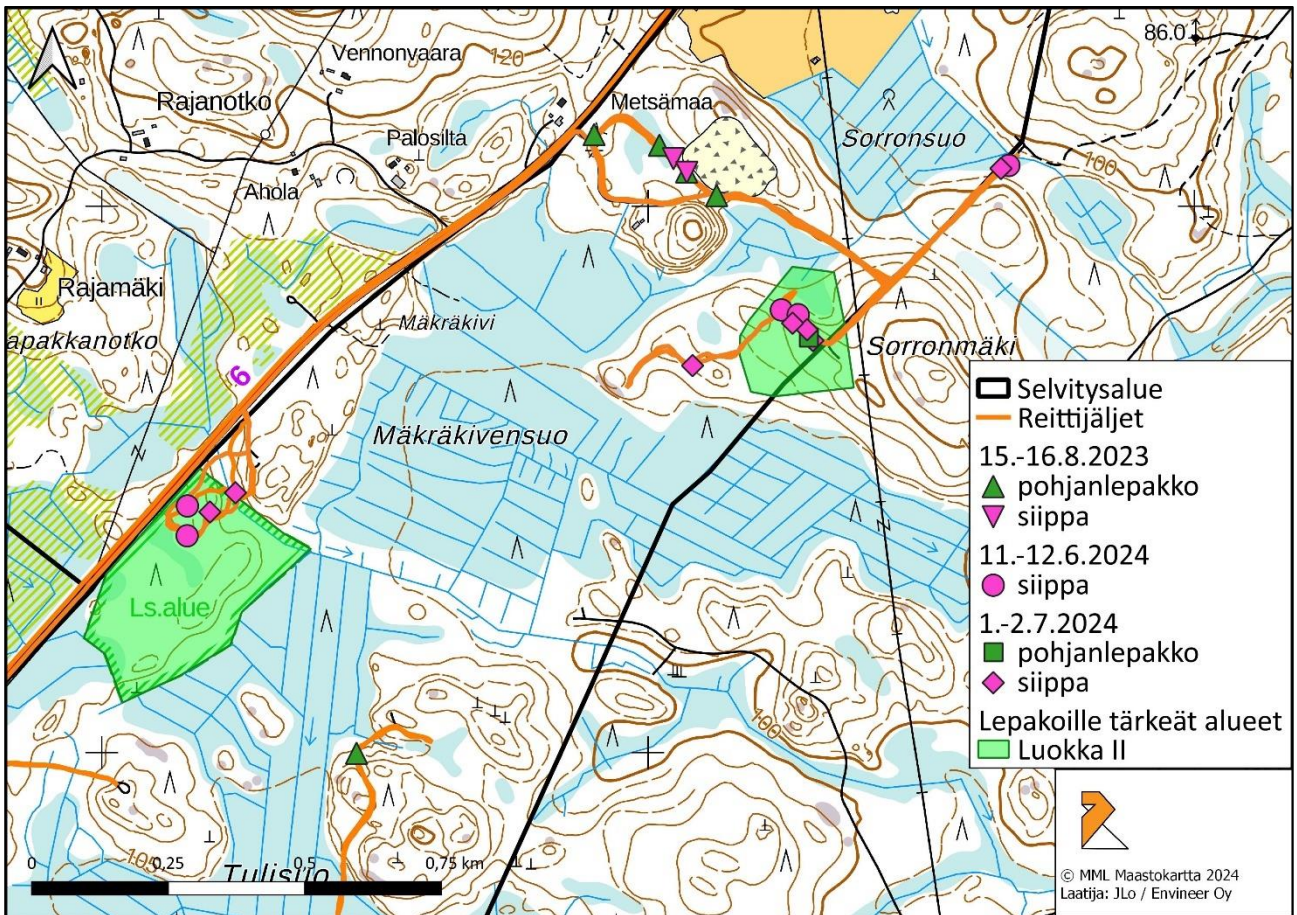 86.0
Vennonvaara
120
Rajanotko
Metsämaa
Palosilta
Sorronsuo
100
Ahola
Rajamäki
apakkanotko
Mäkräkivi
Sorronmäki
6
Mäkräkivensuo
Ls.alue
100
105
Tulisuo
0 0,25 0,5 0,75 km
Selvitysalue
Reittijäljet
15.-16.8.2023
pohjanlepakko
siippa
11.-12.6.2024
siippa
1.-2.7.2024
pohjanlepakko
siippa
Lepakoille tärkeät alueet
Luokka II
© MML Maastokartta 2024
Laatija: JLo / Envineer Oy